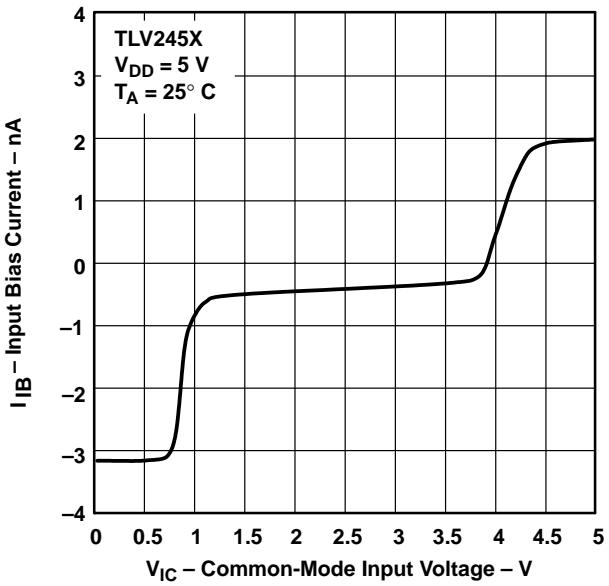 TLV245X
VDD = 5 V
TA = 25° C
4
3
2
1
0
–1
–2
–3
–4
IIB – Input Bias Current – nA
0 0.5 1 1.5 2 2.5 3 3.5 4 4.5 5
VIC – Common-Mode Input Voltage – V